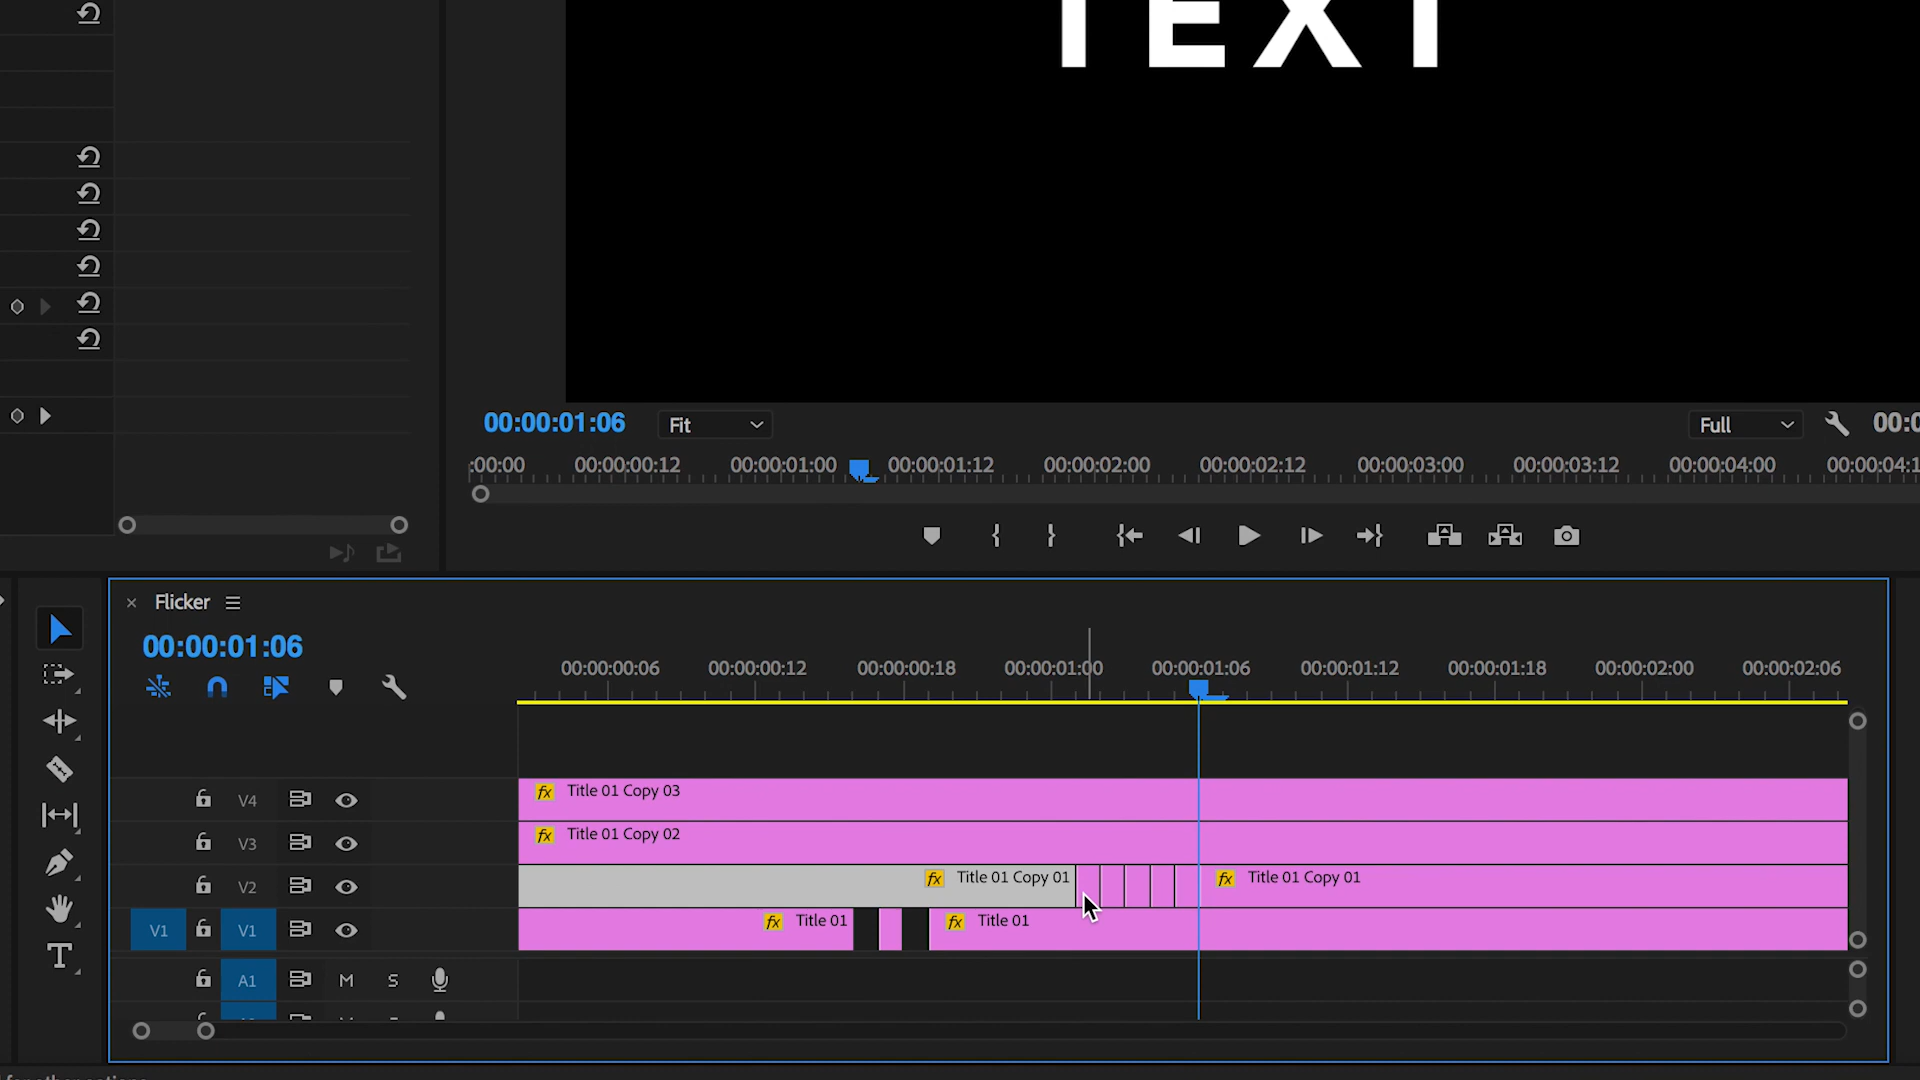 TEXT
00:00:01:06
Fit
Full
00:0
:00:00
00:00:00:12
00:00:01:00
00:00:01:12
00:00:02:00
00:00:02:12
00:00:03:00
00:00:03:12
00:00:04:00
00:00:04:1
Flicker
00:00:01:06
00:00:00:06
00:00:00:12
00:00:00:18
00:00:01:00
00:00:01:06
00:00:01:12
00:00:01:18
00:00:02:00
00:00:02:06
V4
fx Title 01 Copy 03
V3
fx Title 01 Copy 02
V2
fx Title 01 Copy 01
fx Title 01 Copy 01
V1
V1
fx Title 01
fx Title 01
A1
M
S